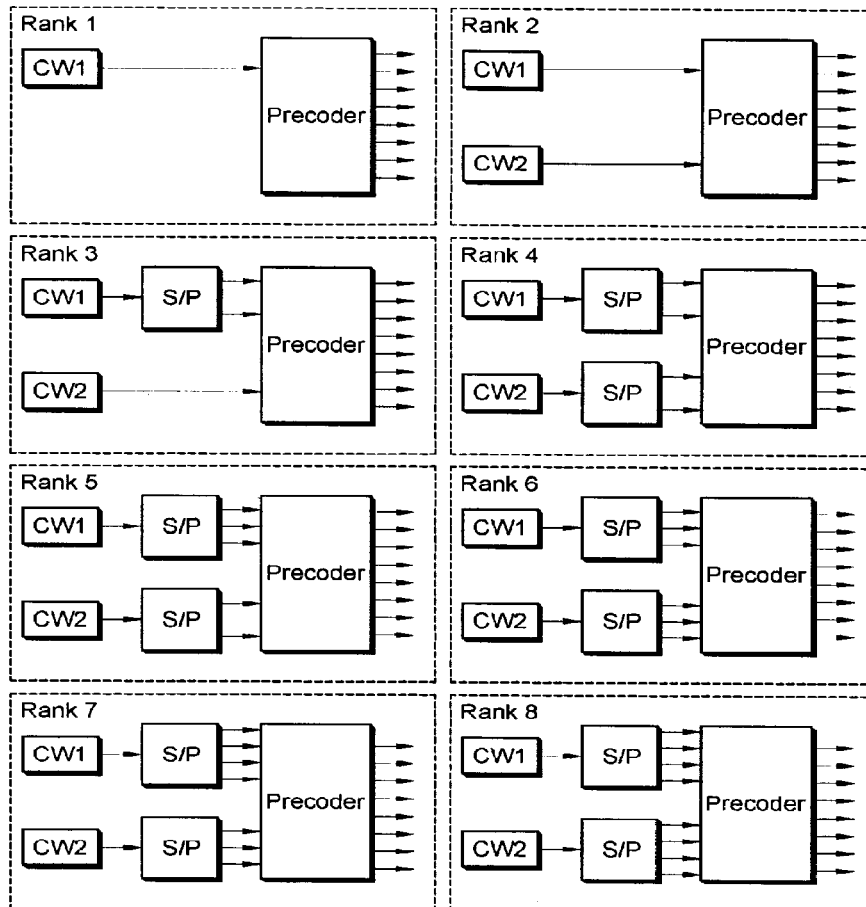 Rank 1
CW1
Precoder
Rank 2
CW1
CW2
Precoder
Rank 3
CW1
S/P
CW2
Precoder
Rank 4
CW1
S/P
CW2
S/P
Precoder
Rank 5
CW1
S/P
CW2
S/P
Precoder
Rank 6
CW1
S/P
CW2
S/P
Precoder
Rank 7
CW1
S/P
CW2
S/P
Precoder
Rank 8
CW1
S/P
CW2
S/P
Precoder